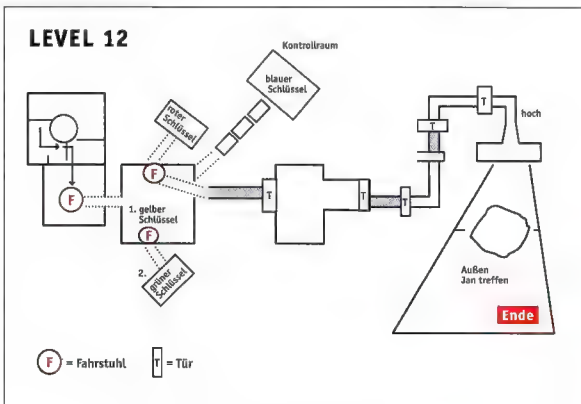 LEVEL 12
Kontrollraum
blauer
Schlüssel
roter
Schlüssel
T
T
hoch
F
F
1. gelber
Schlüssel
T
T
T
F
2.
grüner
Schlüssel
Außen
Jan treffen
Ende
F = Fahrstuhl
T = Tür